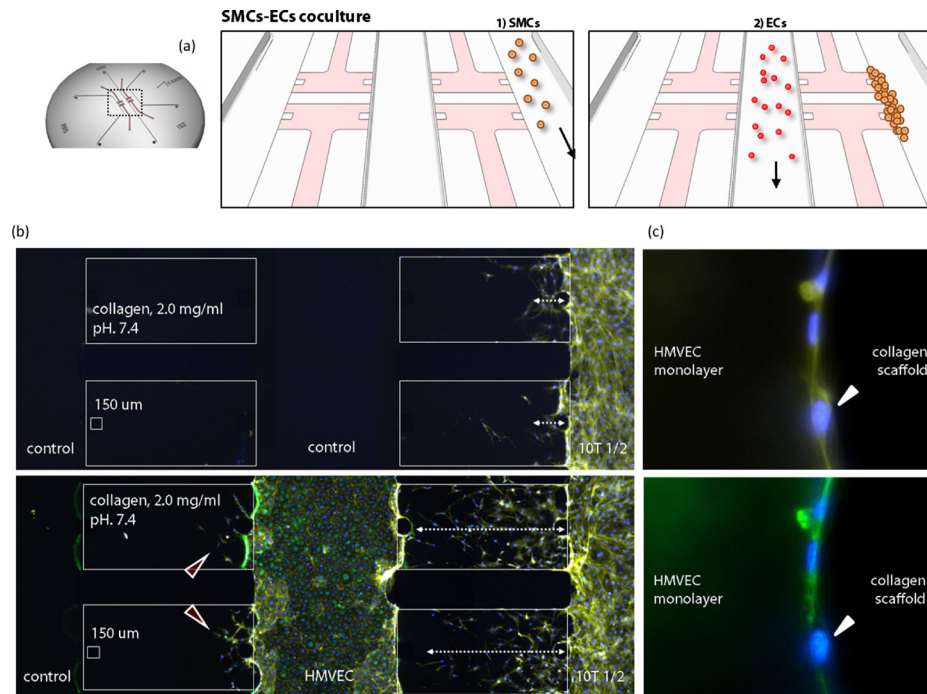 SMCs-ECs coculture
(a)
1) SMCs
2) ECs
(b)
collagen, 2.0 mg/ml
pH. 7.4
150 um
control
control
10T 1/2
collagen, 2.0 mg/ml
pH. 7.4
150 um
control
HMVEC
10T 1/2
(c)
HMVEC
monolayer
collagen
scaffold
HMVEC
monolayer
collagen
scaffold